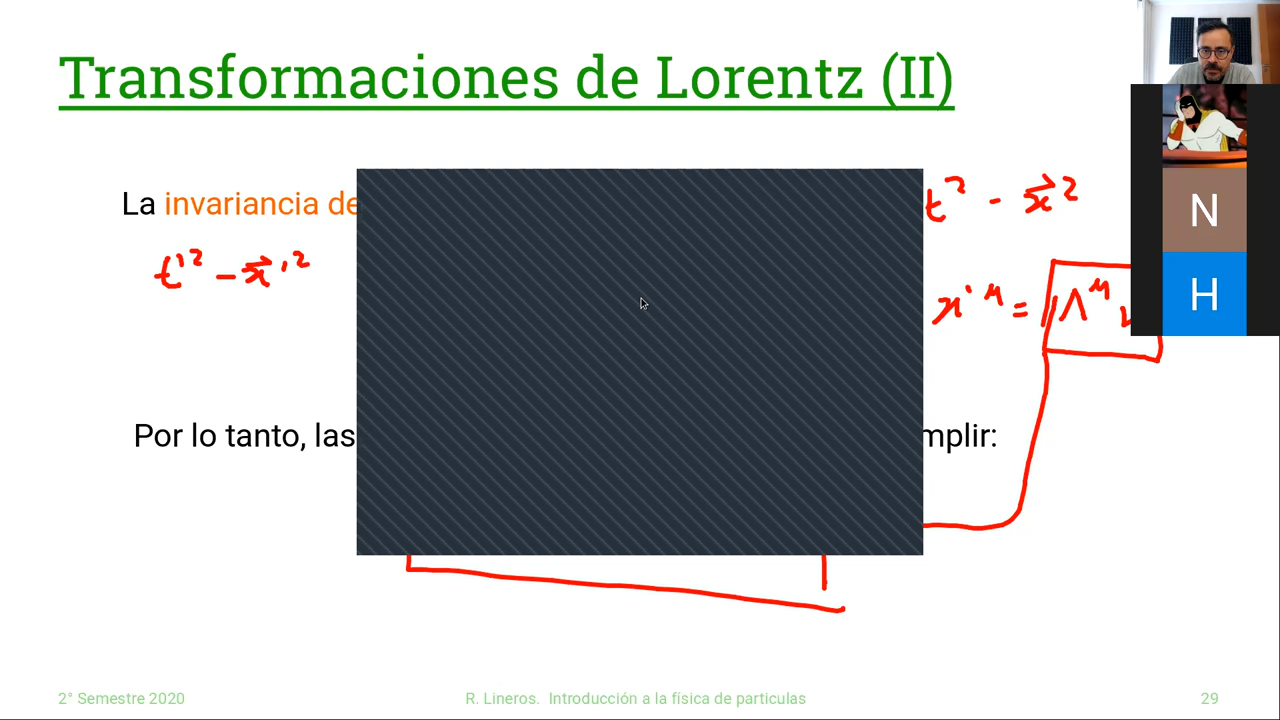 Transformaciones de Lorentz (II)
La invariancia de
t² - x⃗²
t'² - x⃗'²
x'^μ = Λ^μ
N
H
Por lo tanto, las
mplir:
2° Semestre 2020
R. Lineros. Introducción a la física de particulas
29